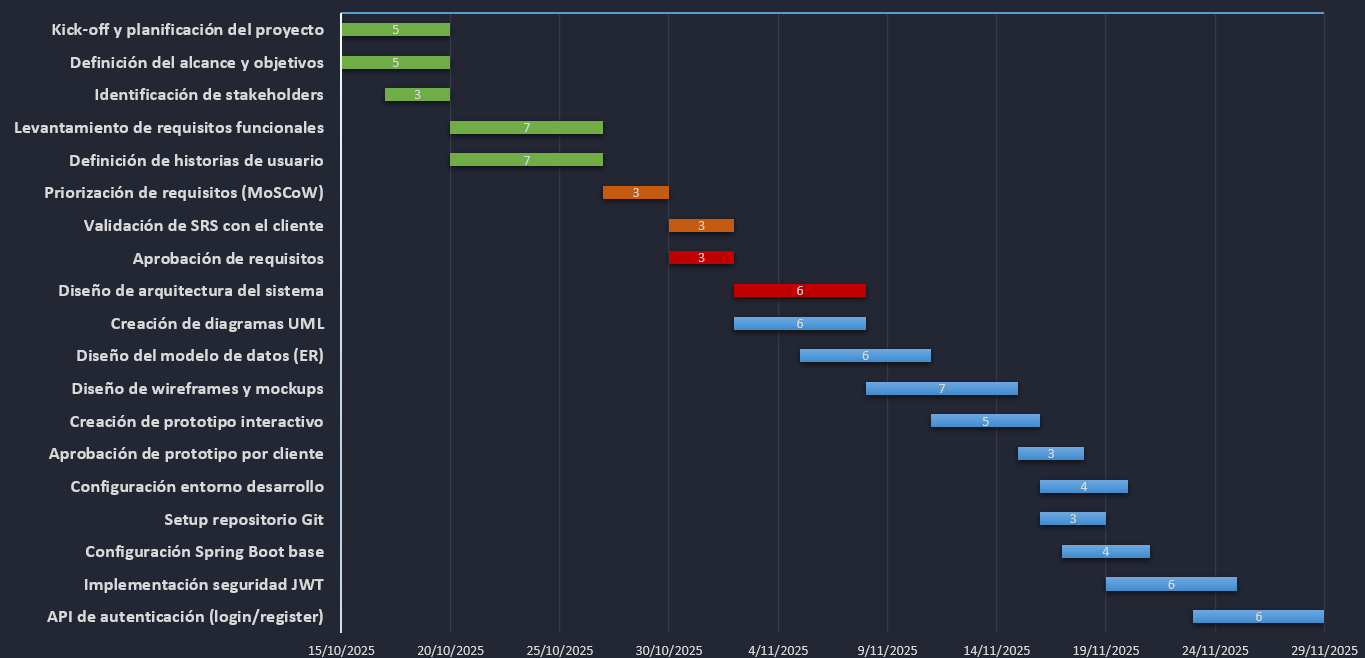 Kick-off y planificación del proyecto 5
Definición del alcance y objetivos 5
Identificación de stakeholders 3
Levantamiento de requisitos funcionales 7
Definición de historias de usuario 7
Priorización de requisitos (MoSCoW) 3
Validación de SRS con el cliente 3
Aprobación de requisitos 3
Diseño de arquitectura del sistema 6
Creación de diagramas UML 6
Diseño del modelo de datos (ER) 6
Diseño de wireframes y mockups 7
Creación de prototipo interactivo 5
Aprobación de prototipo por cliente 3
Configuración entorno desarrollo 4
Setup repositorio Git 3
Configuración Spring Boot base 4
Implementación seguridad JWT 6
API de autenticación (login/register) 6
15/10/2025 20/10/2025 25/10/2025 30/10/2025 4/11/2025 9/11/2025 14/11/2025 19/11/2025 24/11/2025 29/11/2025